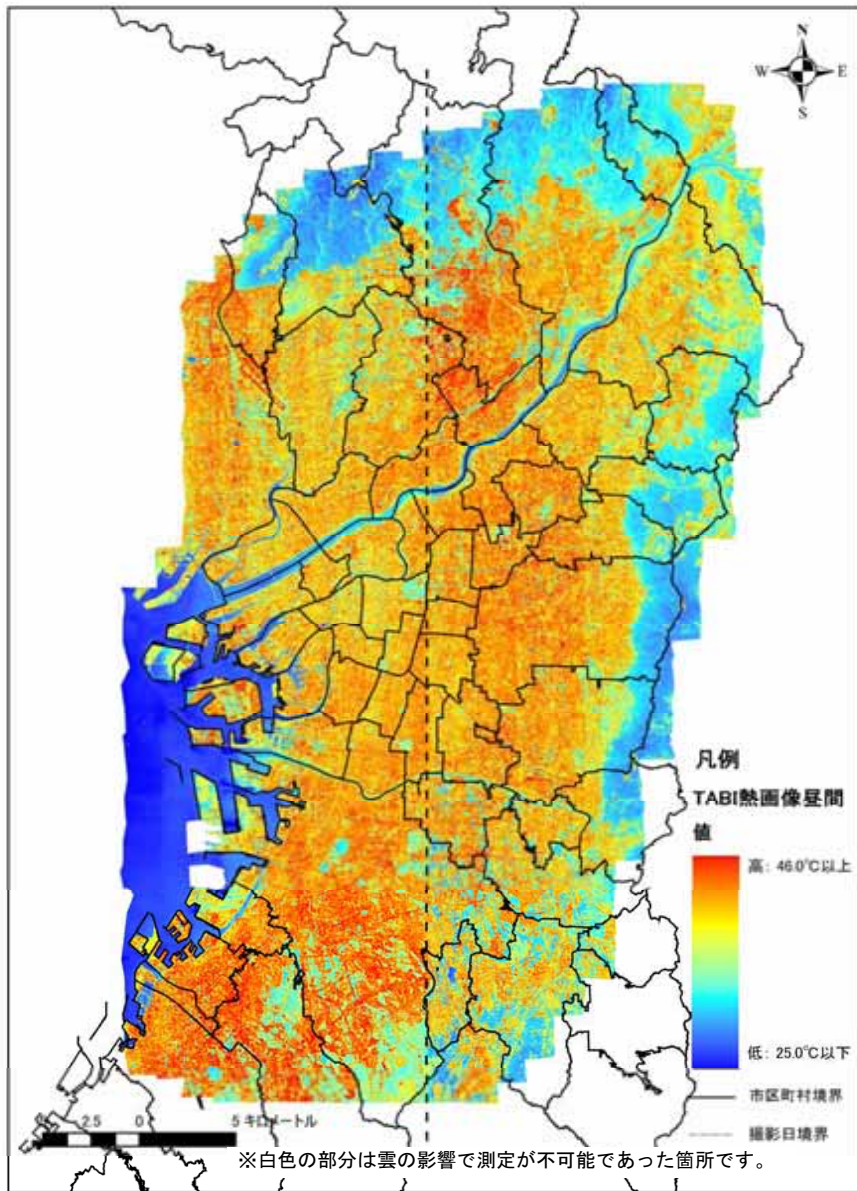 N
W E
S
凡例
TABI熱画像昼間
値
高: 46.0℃以上
低: 25.0℃以下
市区町村境界
撮影日境界
2.5 0 5 キロメートル
※白色の部分は雲の影響で測定が不可能であった箇所です。